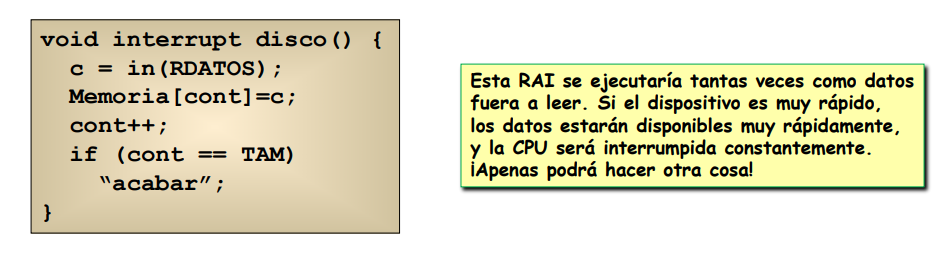 void interrupt disco() {
  c = in(RDATOS);
  Memoria[cont]=c;
  cont++;
  if (cont == TAM)
    “acabar”;
}
Esta RAI se ejecutaría tantas veces como datos
fuera a leer. Si el dispositivo es muy rápido,
los datos estarán disponibles muy rápidamente,
y la CPU será interrumpida constantemente.
¡Apenas podrá hacer otra cosa!